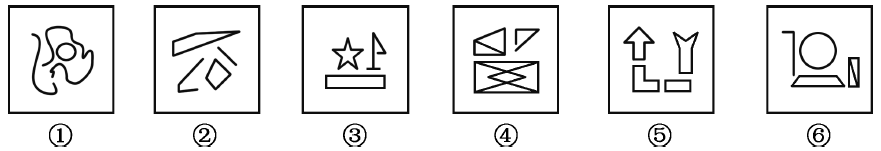 ① ② ③ ④ ⑤ ⑥